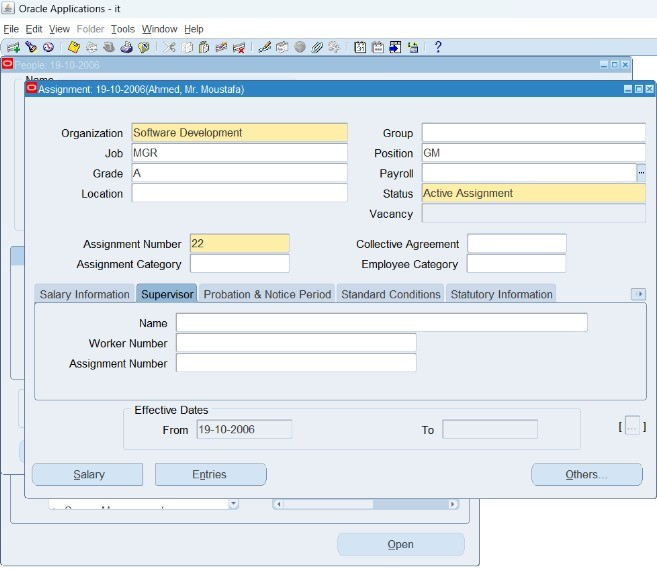 Oracle Applications - it
File Edit View Folder Tools Window Help
People: 19-10-2006
Name
Assignment: 19-10-2006(Ahmed, Mr. Moustafa)
Organization Software Development Group
Job MGR Position GM
Grade A Payroll
Location Status Active Assignment
Vacancy
Assignment Number 22 Collective Agreement
Assignment Category Employee Category
Salary Information Supervisor Probation & Notice Period Standard Conditions Statutory Information
Name
Worker Number
Assignment Number
Effective Dates
From 19-10-2006 To
[ ... ]
Salary Entries Others...
Open